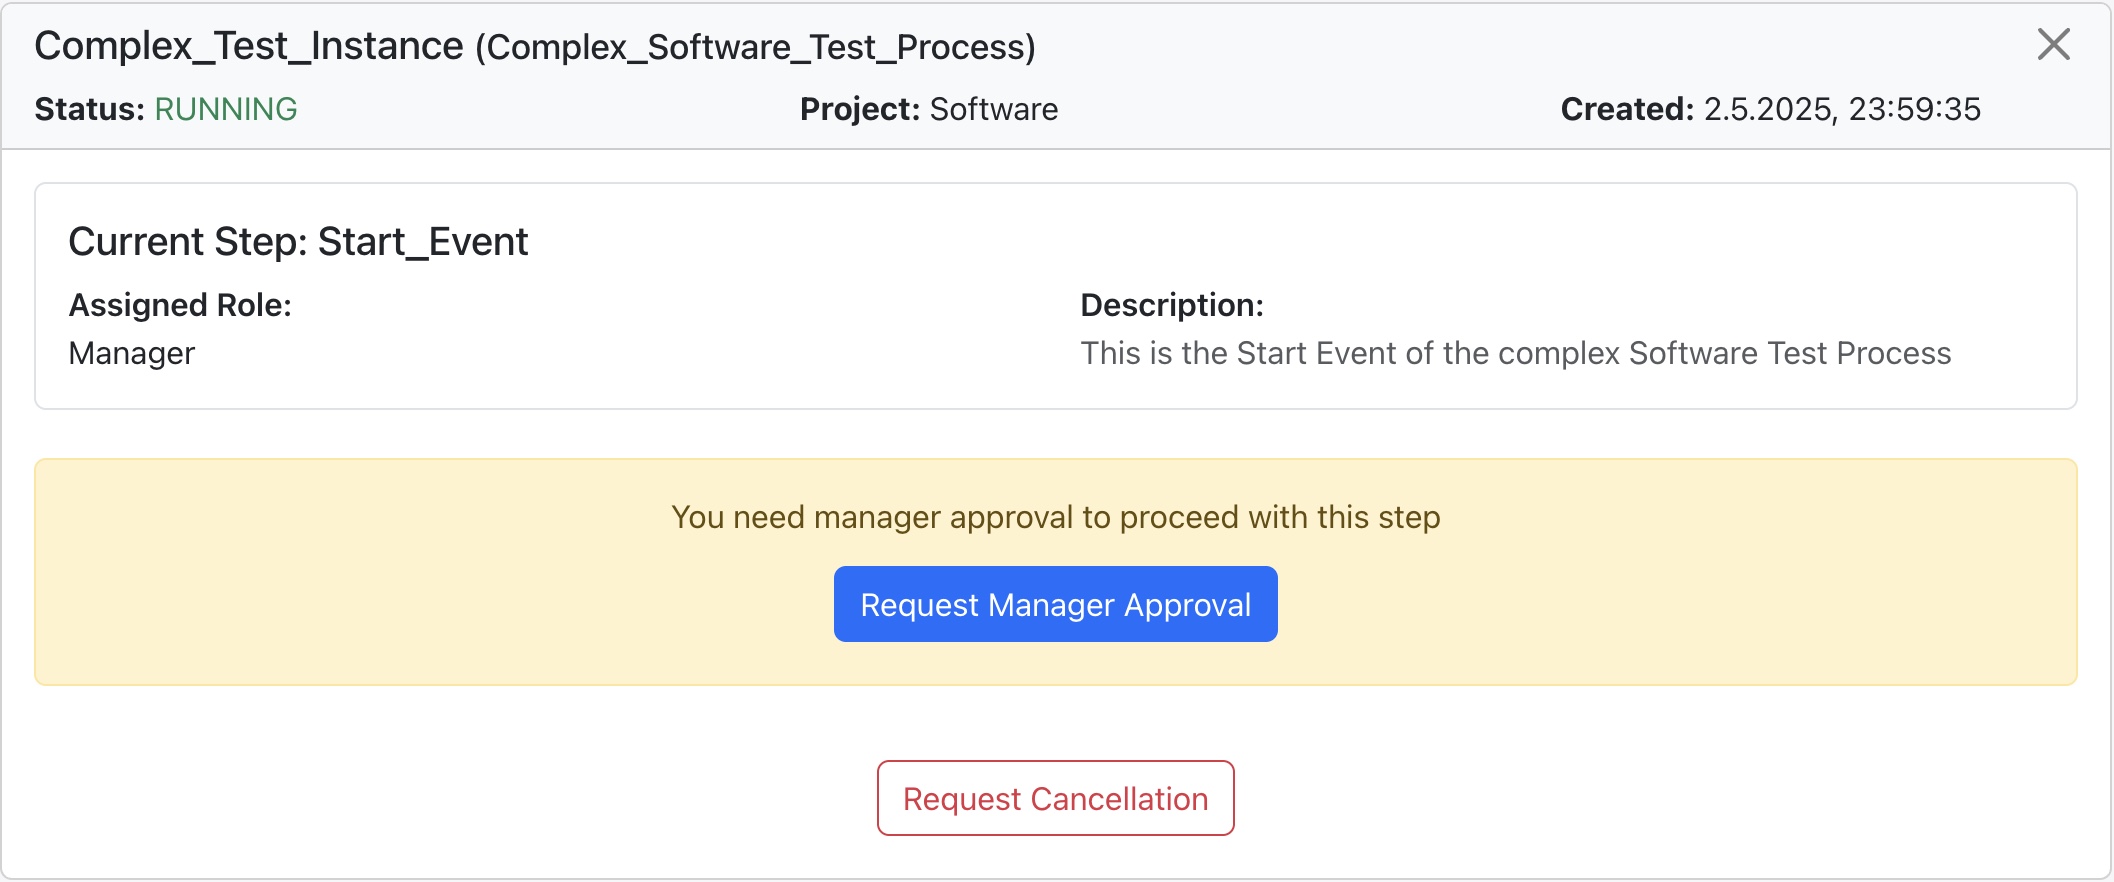 Complex_Test_Instance (Complex_Software_Test_Process)
Status: RUNNING Project: Software Created: 2.5.2025, 23:59:35
Current Step: Start_Event
Assigned Role: Description:
Manager This is the Start Event of the complex Software Test Process
You need manager approval to proceed with this step
Request Manager Approval
Request Cancellation